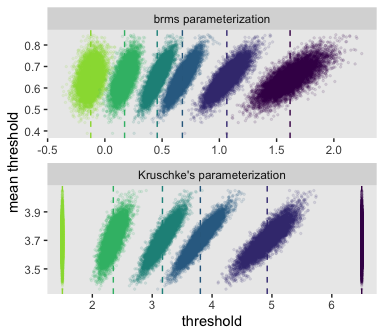 brms parameterization
0.8
0.7
0.6
0.5
0.4
-0.5 0.0 0.5 1.0 1.5 2.0
mean threshold
Kruschke's parameterization
3.9
3.7
3.5
2 3 4 5 6
threshold